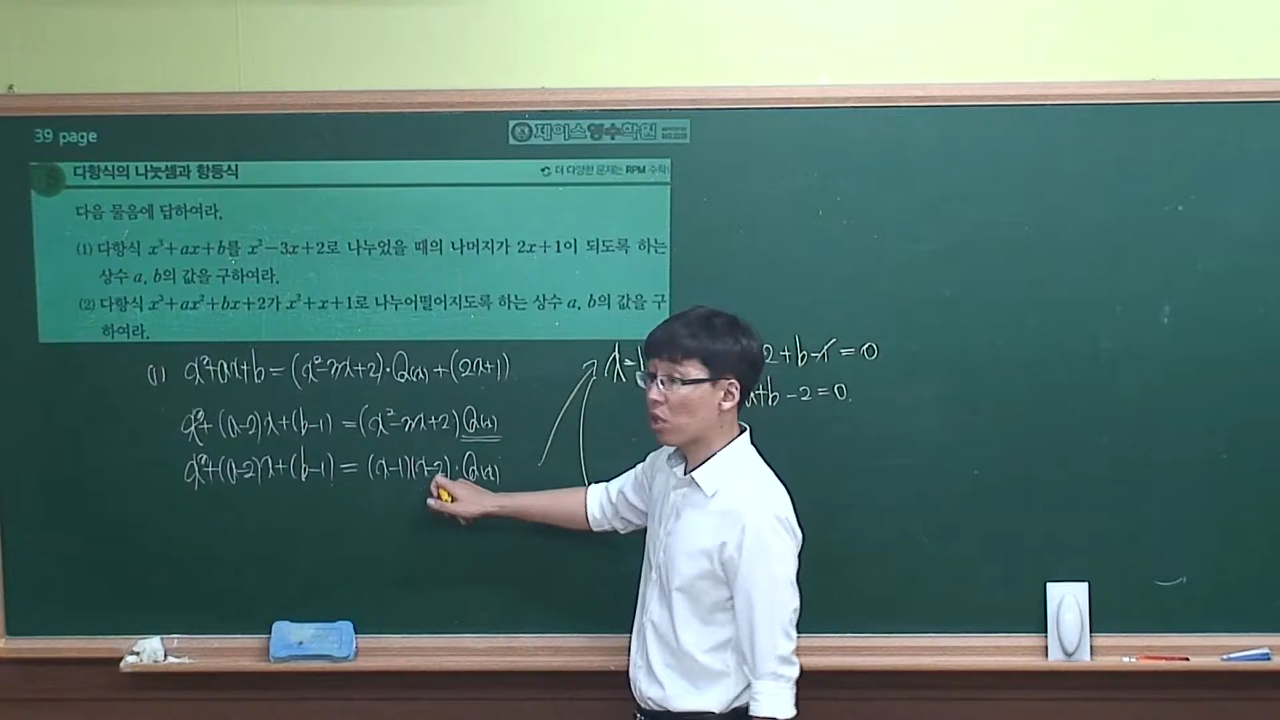 39 page
제이스영수학원
다항식의 나눗셈과 항등식
더 다양한 문제는 RPM 수학
다음 물음에 답하여라.
(1) 다항식 x³+ax+b를 x²−3x+2로 나누었을 때의 나머지가 2x+1이 되도록 하는
상수 a, b의 값을 구하여라.
(2) 다항식 x³+ax²+bx+2가 x²+x+1로 나누어떨어지도록 하는 상수 a, b의 값을 구
하여라.
(1) x³+ax+b=(x²-3x+2)·Q(x)+(2x+1)
x³+(a-2)x+(b-1)=(x²-3x+2)Q(x)
x³+(a-2)x+(b-1)=(x-1)(x-2)·Q(x)
2+b-1=0
a+b-2=0.